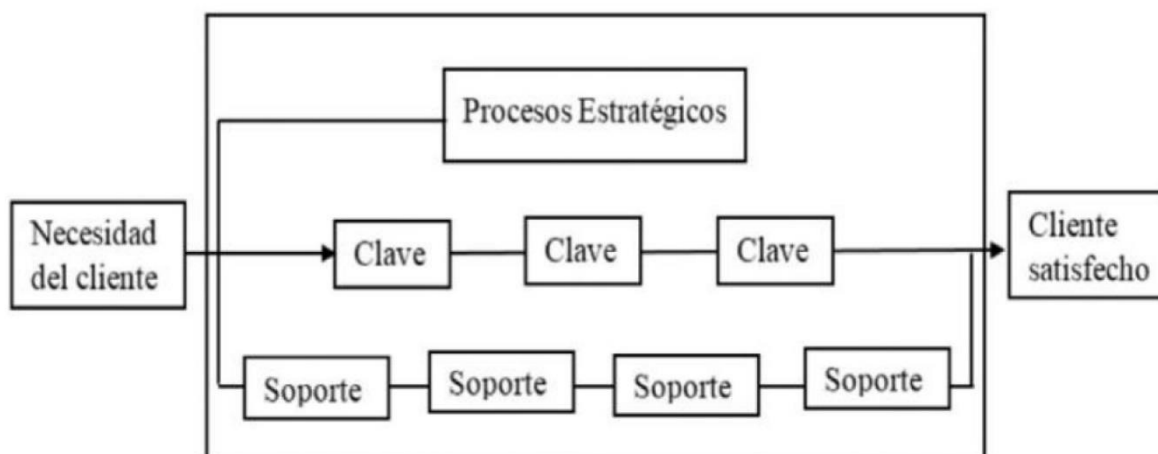 Procesos Estratégicos
Necesidad
del cliente
Clave
Clave
Clave
Cliente
satisfecho
Soporte
Soporte
Soporte
Soporte